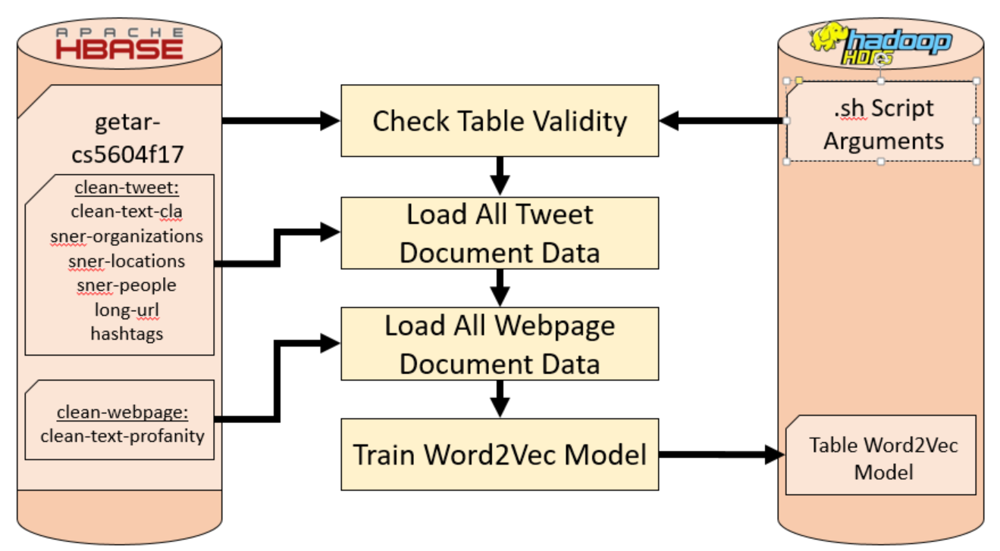 APACHE
HBASE
getar-
cs5604f17
clean-tweet:
clean-text-cla
sner-organizations
sner-locations
sner-people
long-url
hashtags
clean-webpage:
clean-text-profanity
Check Table Validity
Load All Tweet
Document Data
Load All Webpage
Document Data
Train Word2Vec Model
hadoop
HDFS
.sh Script
Arguments
Table Word2Vec
Model